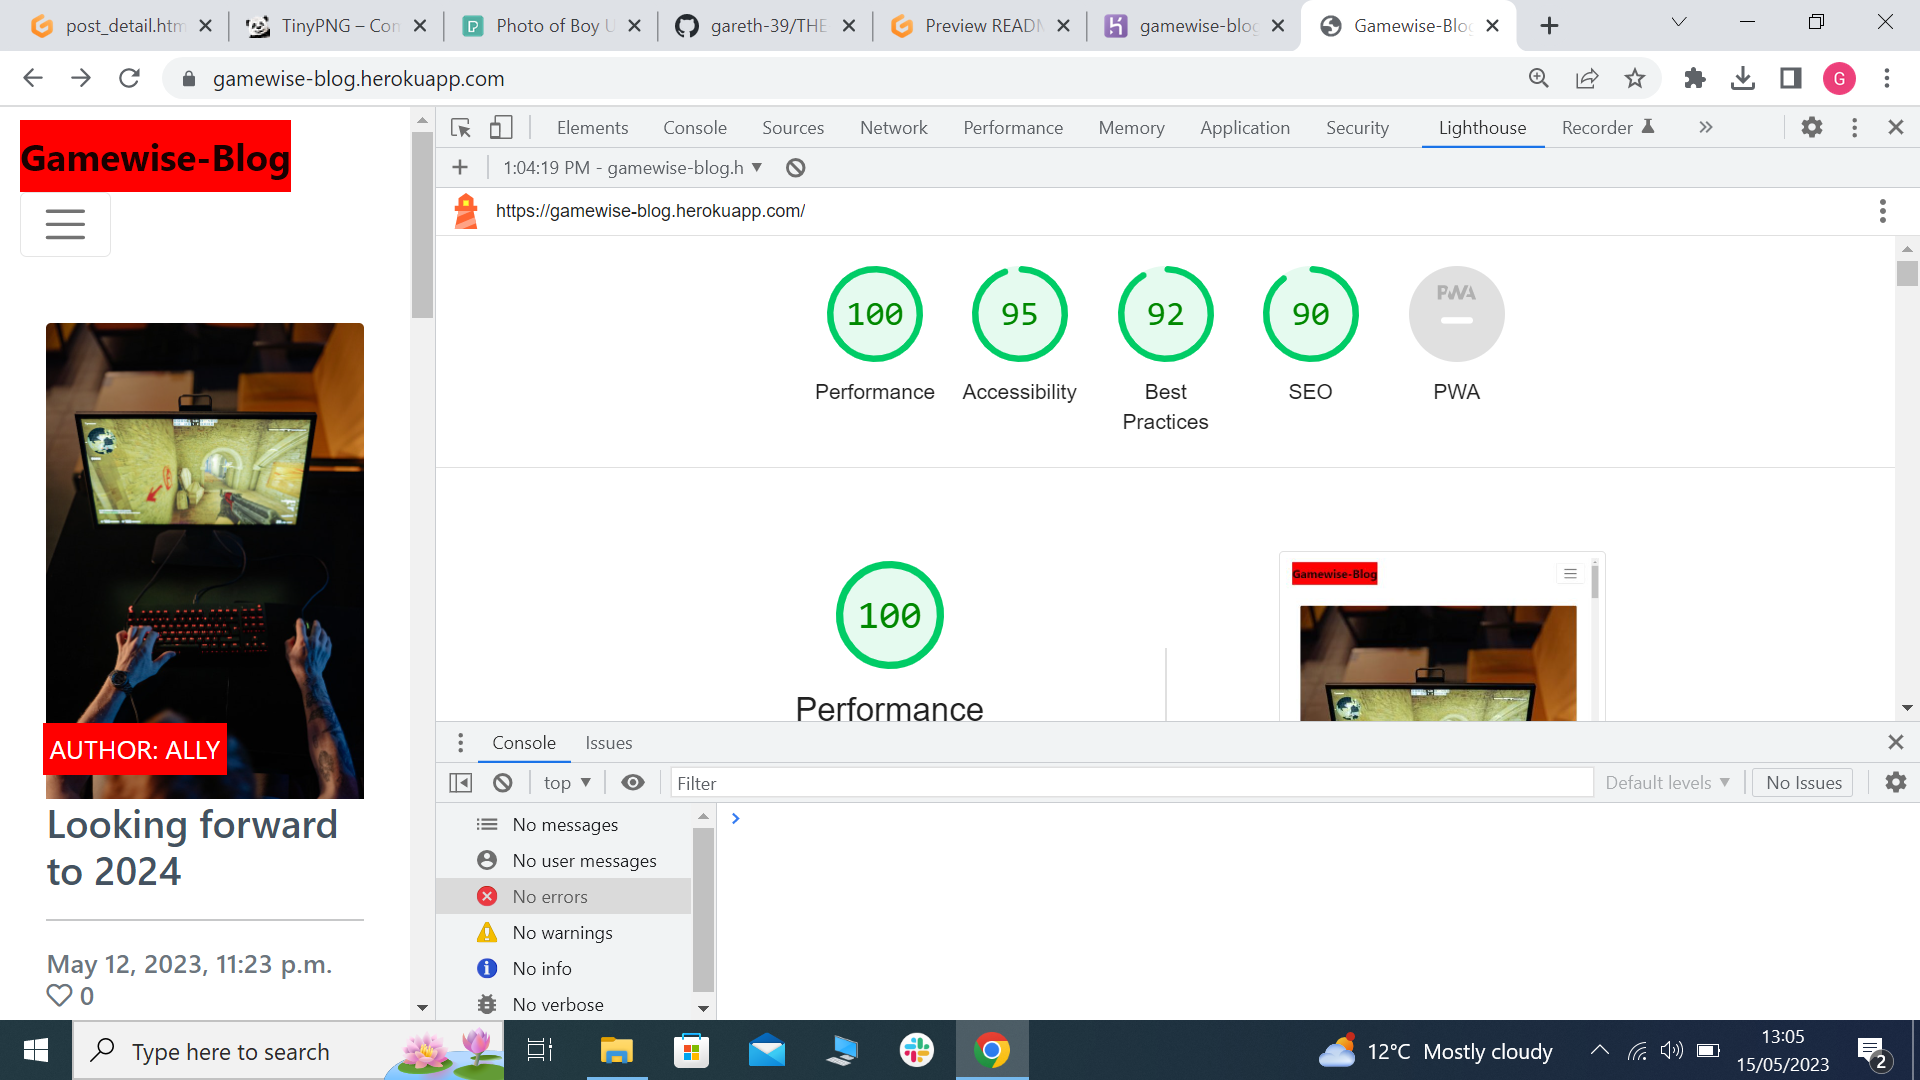 post_detail.htm
TinyPNG – Con
Photo of Boy U
gareth-39/THE
Preview READM
gamewise-blog
Gamewise-Blog
gamewise-blog.herokuapp.com
G
Gamewise-Blog
AUTHOR: ALLY
Looking forward
to 2024
May 12, 2023, 11:23 p.m.
0
Elements Console Sources Network Performance Memory Application Security Lighthouse Recorder
1:04:19 PM - gamewise-blog.h
https://gamewise-blog.herokuapp.com/
100 95 92 90 PWA
Performance Accessibility Best Practices SEO PWA
100
Performance
Gamewise-Blog
Console Issues
top Filter Default levels No Issues
No messages
No user messages
No errors
No warnings
No info
No verbose
Type here to search
12°C Mostly cloudy
13:05
15/05/2023
2